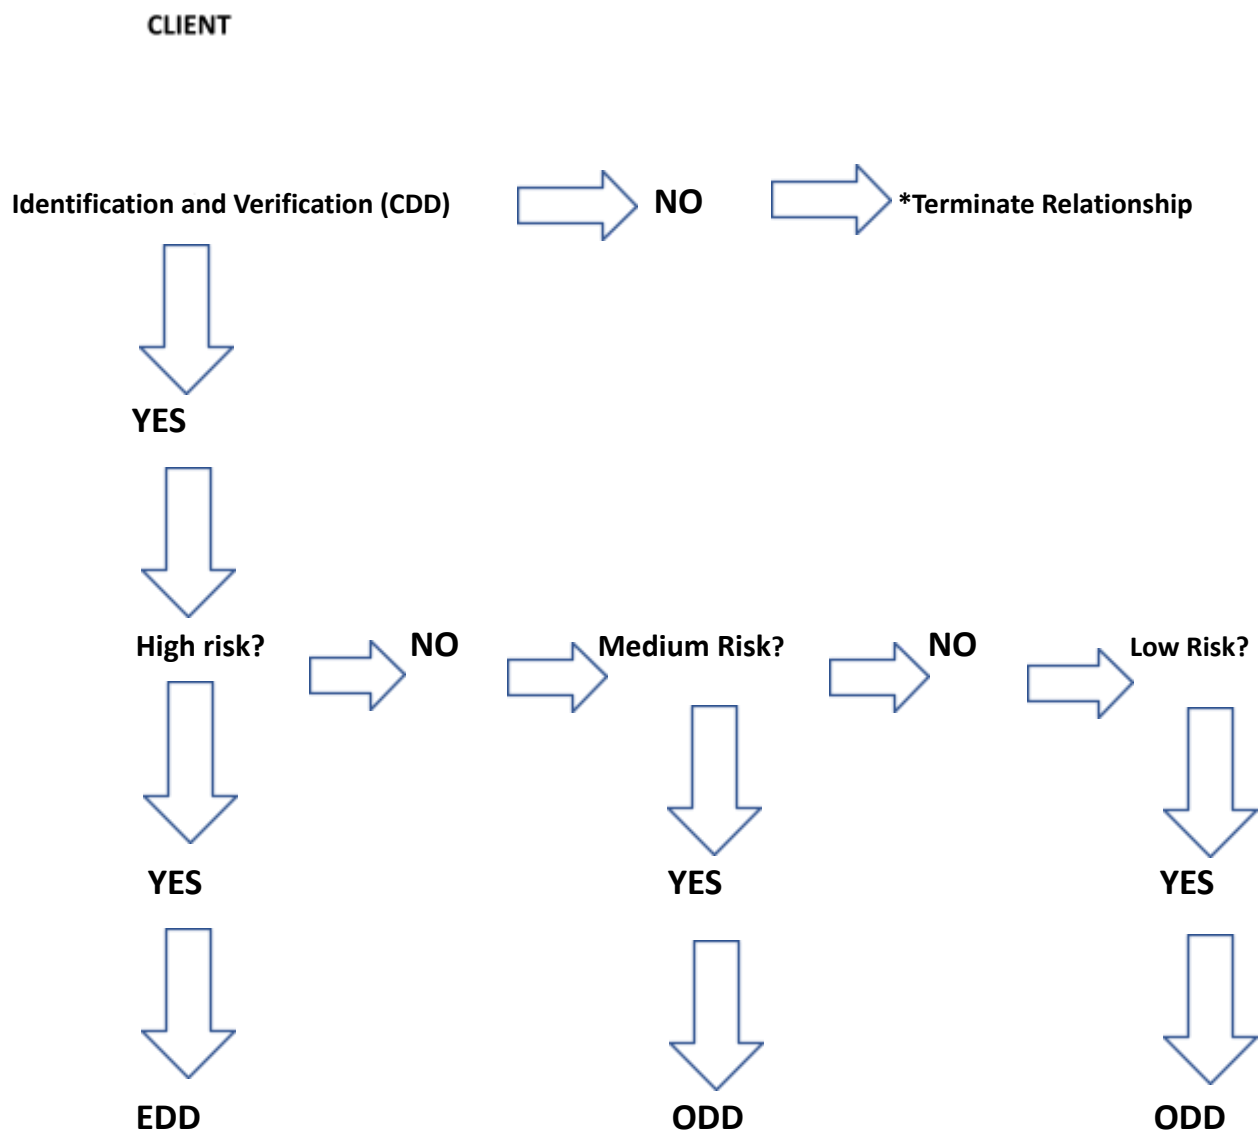 CLIENT
Identification and Verification (CDD) NO *Terminate Relationship
YES
High risk? NO Medium Risk? NO Low Risk?
YES YES YES
EDD ODD ODD